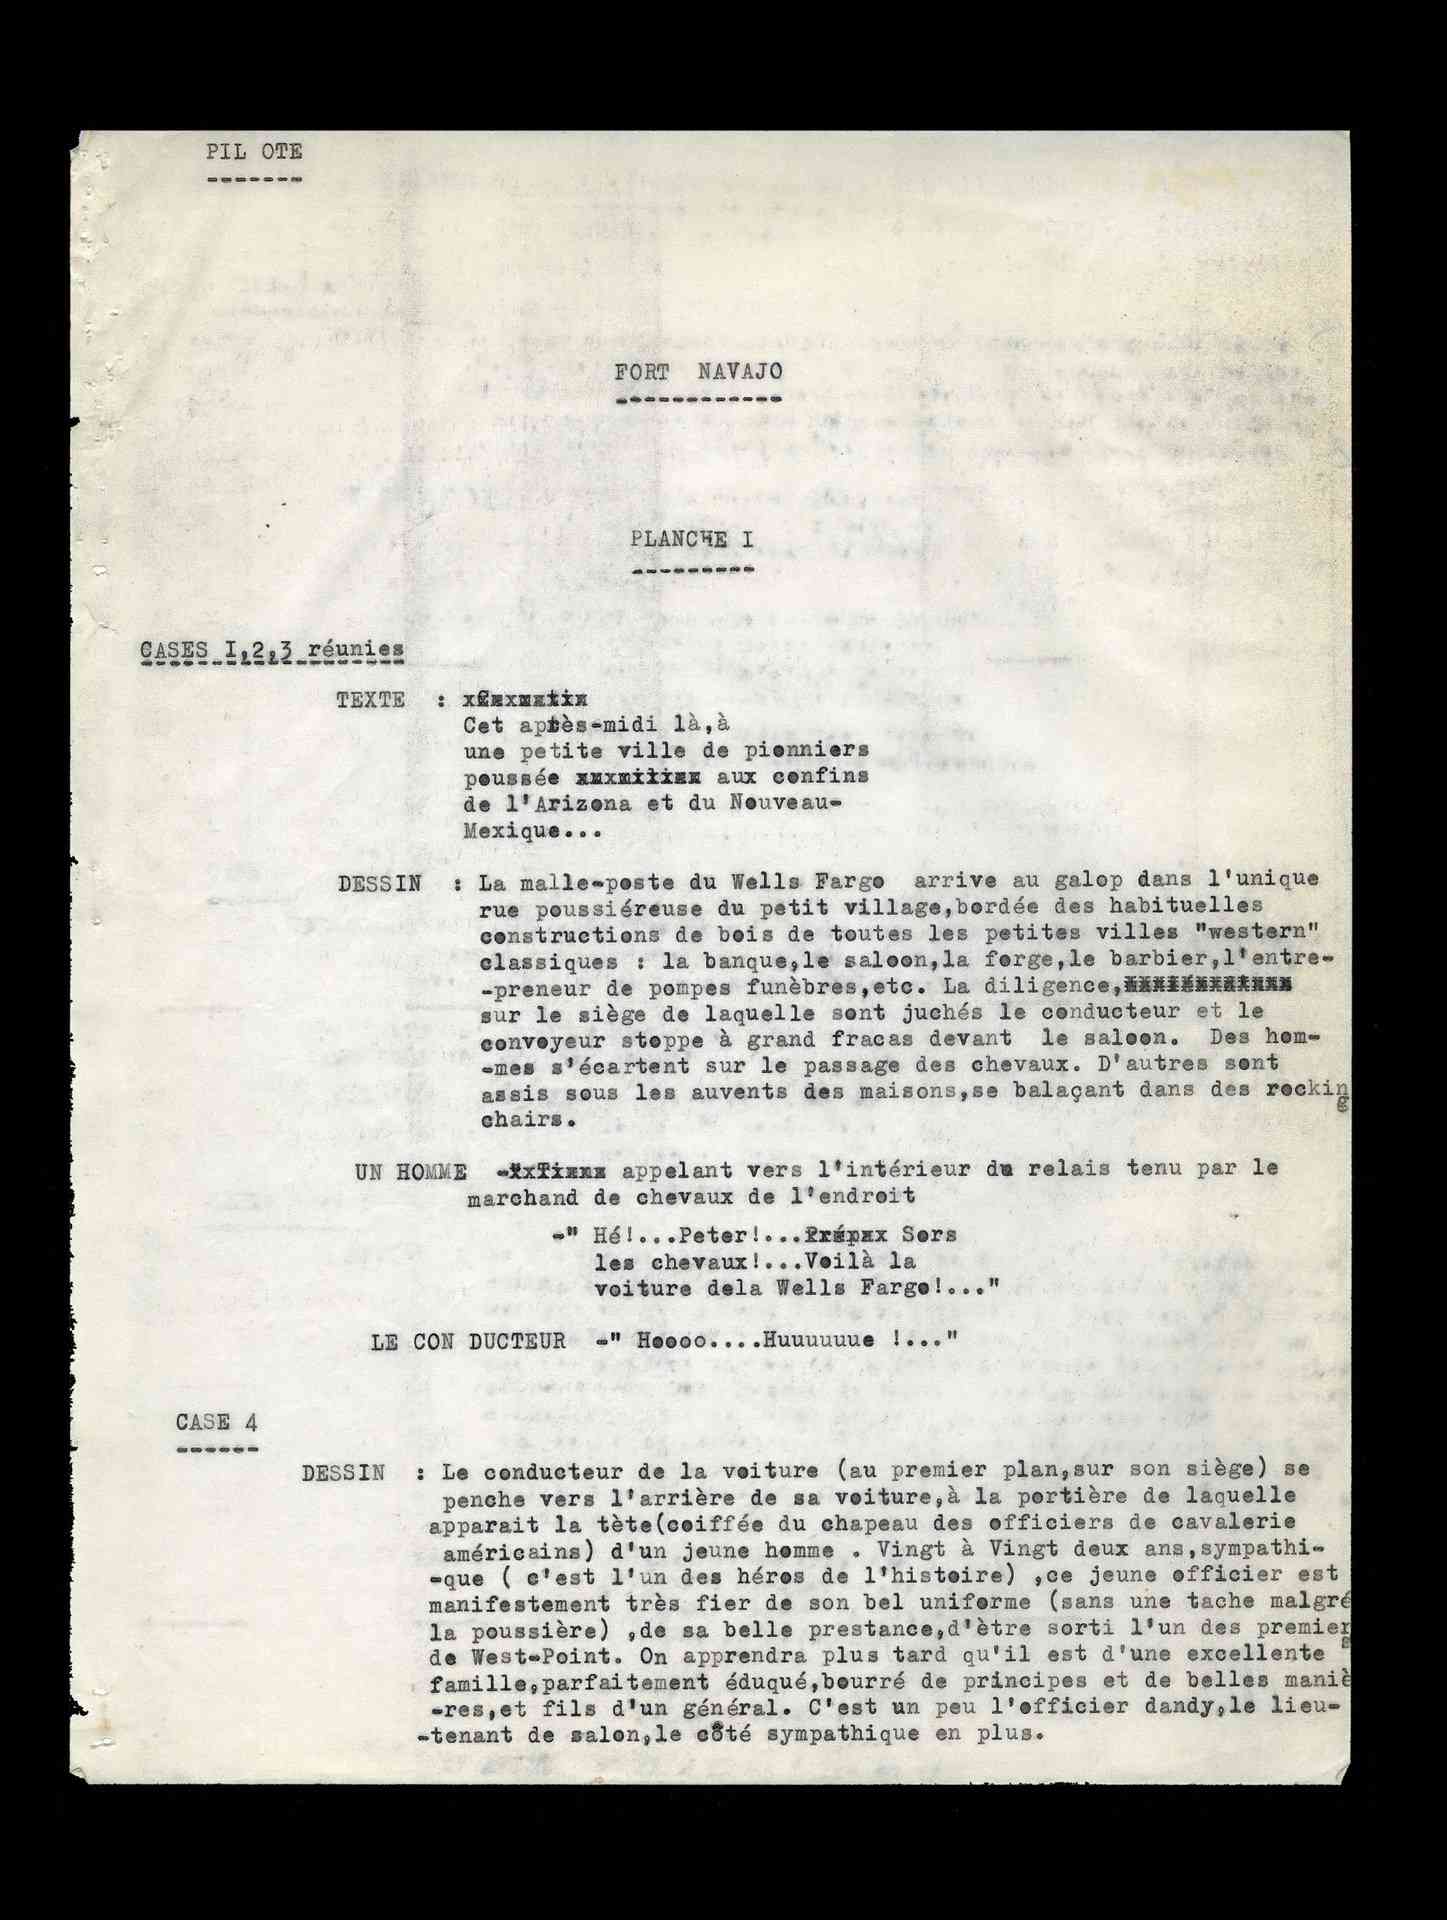 PIL OTE
FORT NAVAJO
PLANCHE I
CASES I,2,3 réunies
TEXTE :
Cet après-midi là,à
une petite ville de pionniers
poussée aux confins
de l'Arizona et du Nouveau-
Mexique...
DESSIN : La malle-poste du Wells Fargo arrive au galop dans l'unique
rue poussiéreuse du petit village,bordée des habituelles
constructions de bois de toutes les petites villes "western"
classiques : la banque,le saloon,la forge,le barbier,l'entre-
-preneur de pompes funèbres,etc. La diligence,
sur le siège de laquelle sont juchés le conducteur et le
convoyeur stoppe à grand fracas devant le saloon. Des hom-
-mes s'écartent sur le passage des chevaux. D'autres sont
assis sous les auvents des maisons,se balaçant dans des rocking
chairs.
UN HOMME - appelant vers l'intérieur du relais tenu par le
marchand de chevaux de l'endroit
-" Hé!...Peter!... Sors
les chevaux!...Voilà la
voiture dela Wells Fargo!..."
LE CON DUCTEUR -" Hoooo....Huuuuuue !..."
CASE 4
DESSIN : Le conducteur de la voiture (au premier plan,sur son siège) se
penche vers l'arrière de sa voiture,à la portière de laquelle
apparait la tète(coiffée du chapeau des officiers de cavalerie
américains) d'un jeune homme . Vingt à Vingt deux ans,sympathi-
-que ( c'est l'un des héros de l'histoire) ,ce jeune officier est
manifestement très fier de son bel uniforme (sans une tache malgré
la poussière) ,de sa belle prestance,d'ètre sorti l'un des premiers
de West-Point. On apprendra plus tard qu'il est d'une excellente
famille,parfaitement éduqué,bourré de principes et de belles maniè
-res,et fils d'un général. C'est un peu l'officier dandy,le lieu-
-tenant de salon,le côté sympathique en plus.